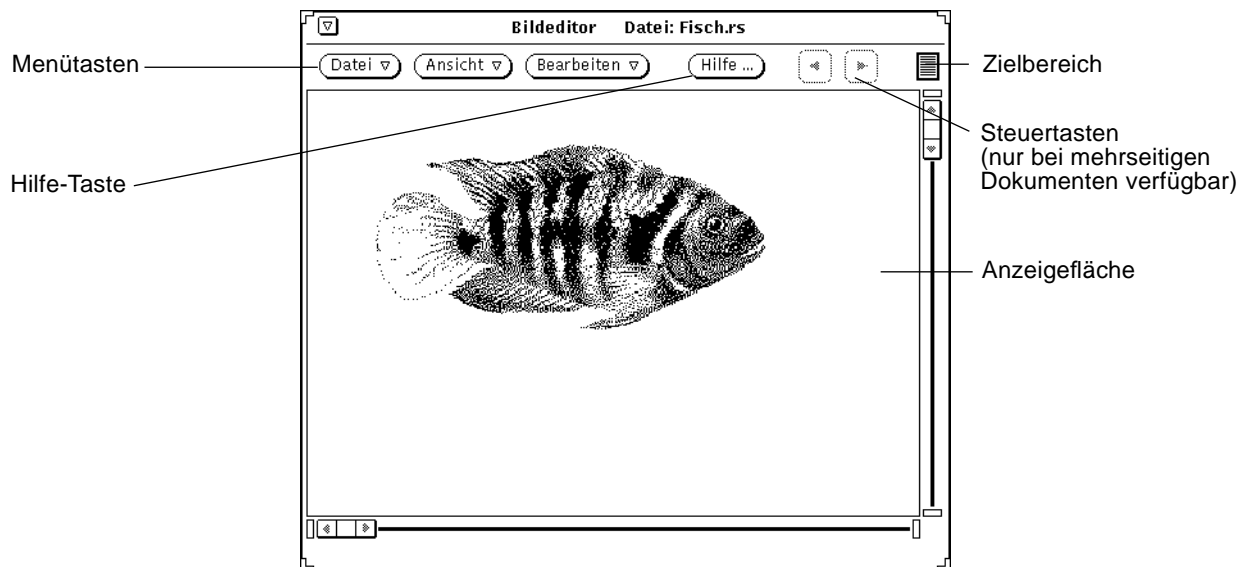 Bildeditor Datei: Fisch.rs
Menütasten
Datei Ansicht Bearbeiten Hilfe ...
Zielbereich
Steuertasten
(nur bei mehrseitigen
Dokumenten verfügbar)
Hilfe-Taste
Anzeigefläche